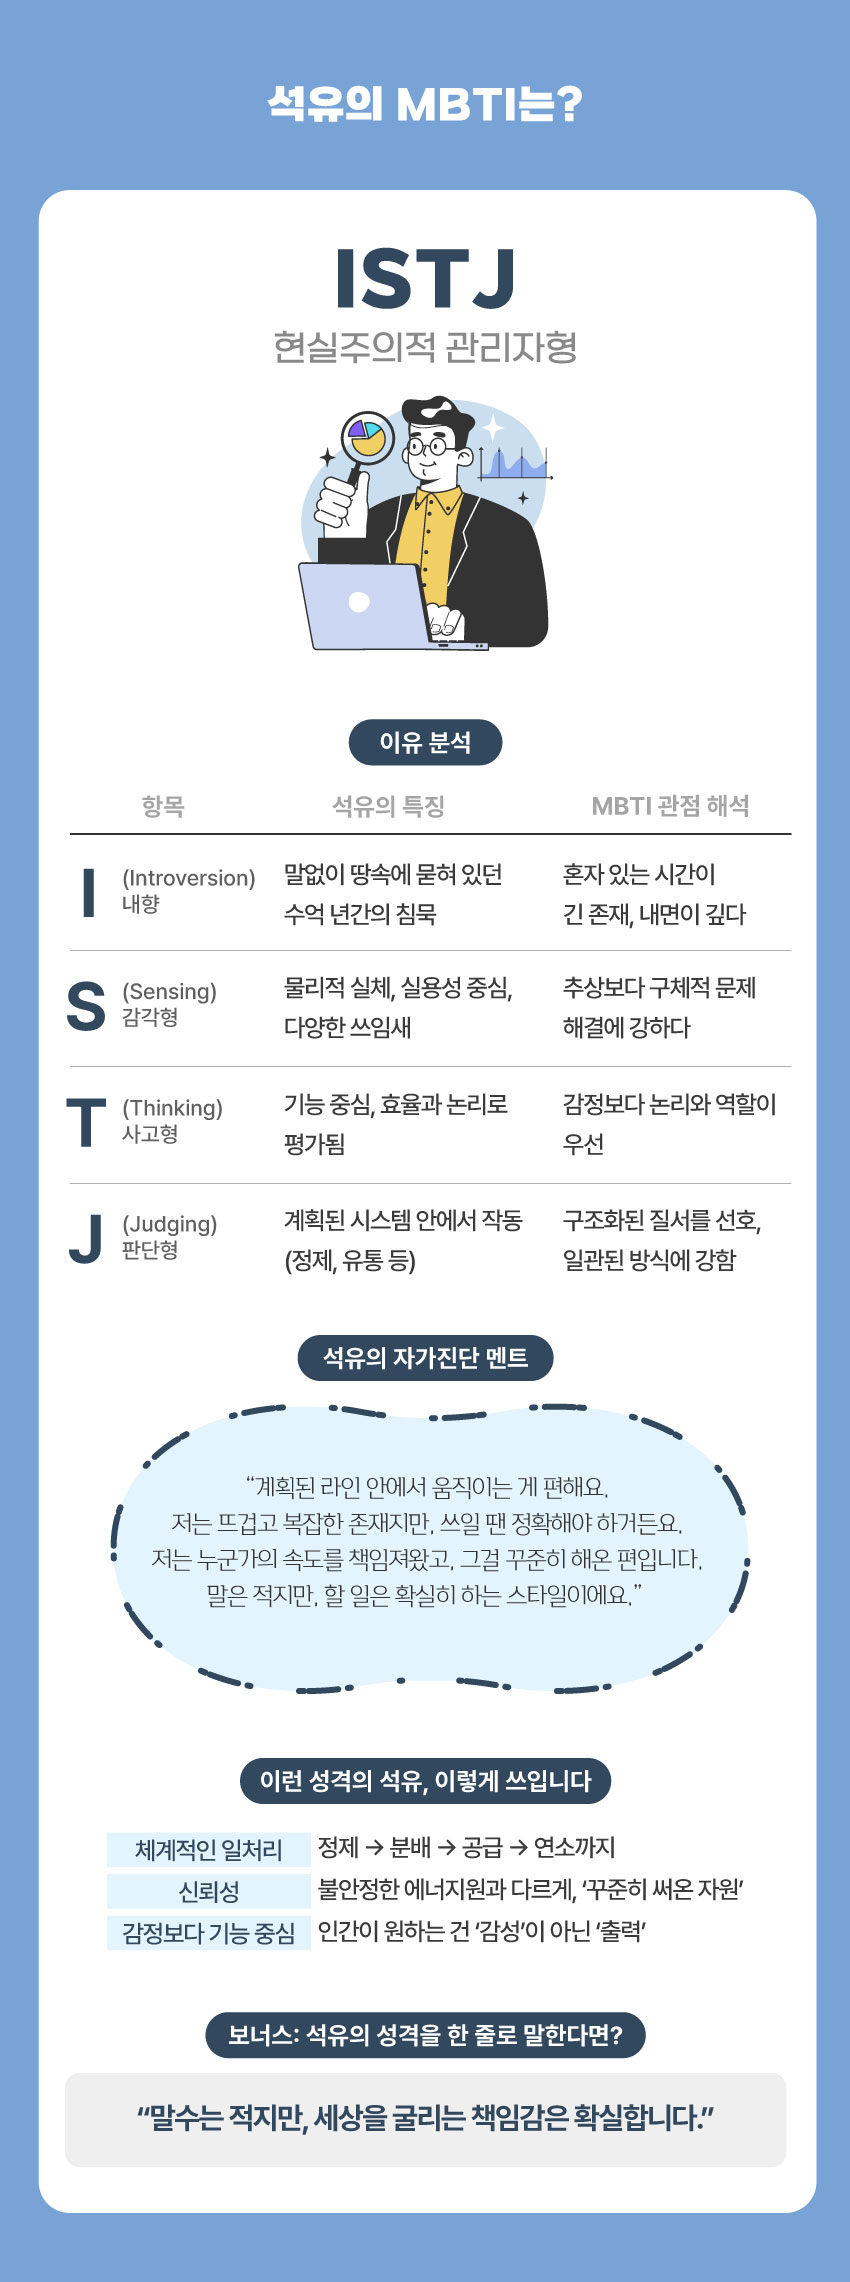 석유의 MBTI는?
ISTJ
현실주의적 관리자형
이유 분석
항목 석유의 특징 MBTI 관점 해석
I (Introversion) 내향
말없이 땅속에 묻혀 있던
수억 년간의 침묵
혼자 있는 시간이
긴 존재, 내면이 깊다
S (Sensing) 감각형
물리적 실체, 실용성 중심,
다양한 쓰임새
추상보다 구체적 문제
해결에 강하다
T (Thinking) 사고형
기능 중심, 효율과 논리로
평가됨
감정보다 논리와 역할이
우선
J (Judging) 판단형
계획된 시스템 안에서 작동
(정제, 유통 등)
구조화된 질서를 선호,
일관된 방식에 강함
석유의 자가진단 멘트
“계획된 라인 안에서 움직이는 게 편해요.
저는 뜨겁고 복잡한 존재지만, 쓰일 땐 정확해야 하거든요.
저는 누군가의 속도를 책임져왔고, 그걸 꾸준히 해온 편입니다.
말은 적지만, 할 일은 확실히 하는 스타일이에요.”
이런 성격의 석유, 이렇게 쓰입니다
체계적인 일처리 정제 → 분배 → 공급 → 연소까지
신뢰성 불안정한 에너지원과 다르게, ‘꾸준히 써온 자원’
감정보다 기능 중심 인간이 원하는 건 ‘감성’이 아닌 ‘출력’
보너스: 석유의 성격을 한 줄로 말한다면?
“말수는 적지만, 세상을 굴리는 책임감은 확실합니다.”